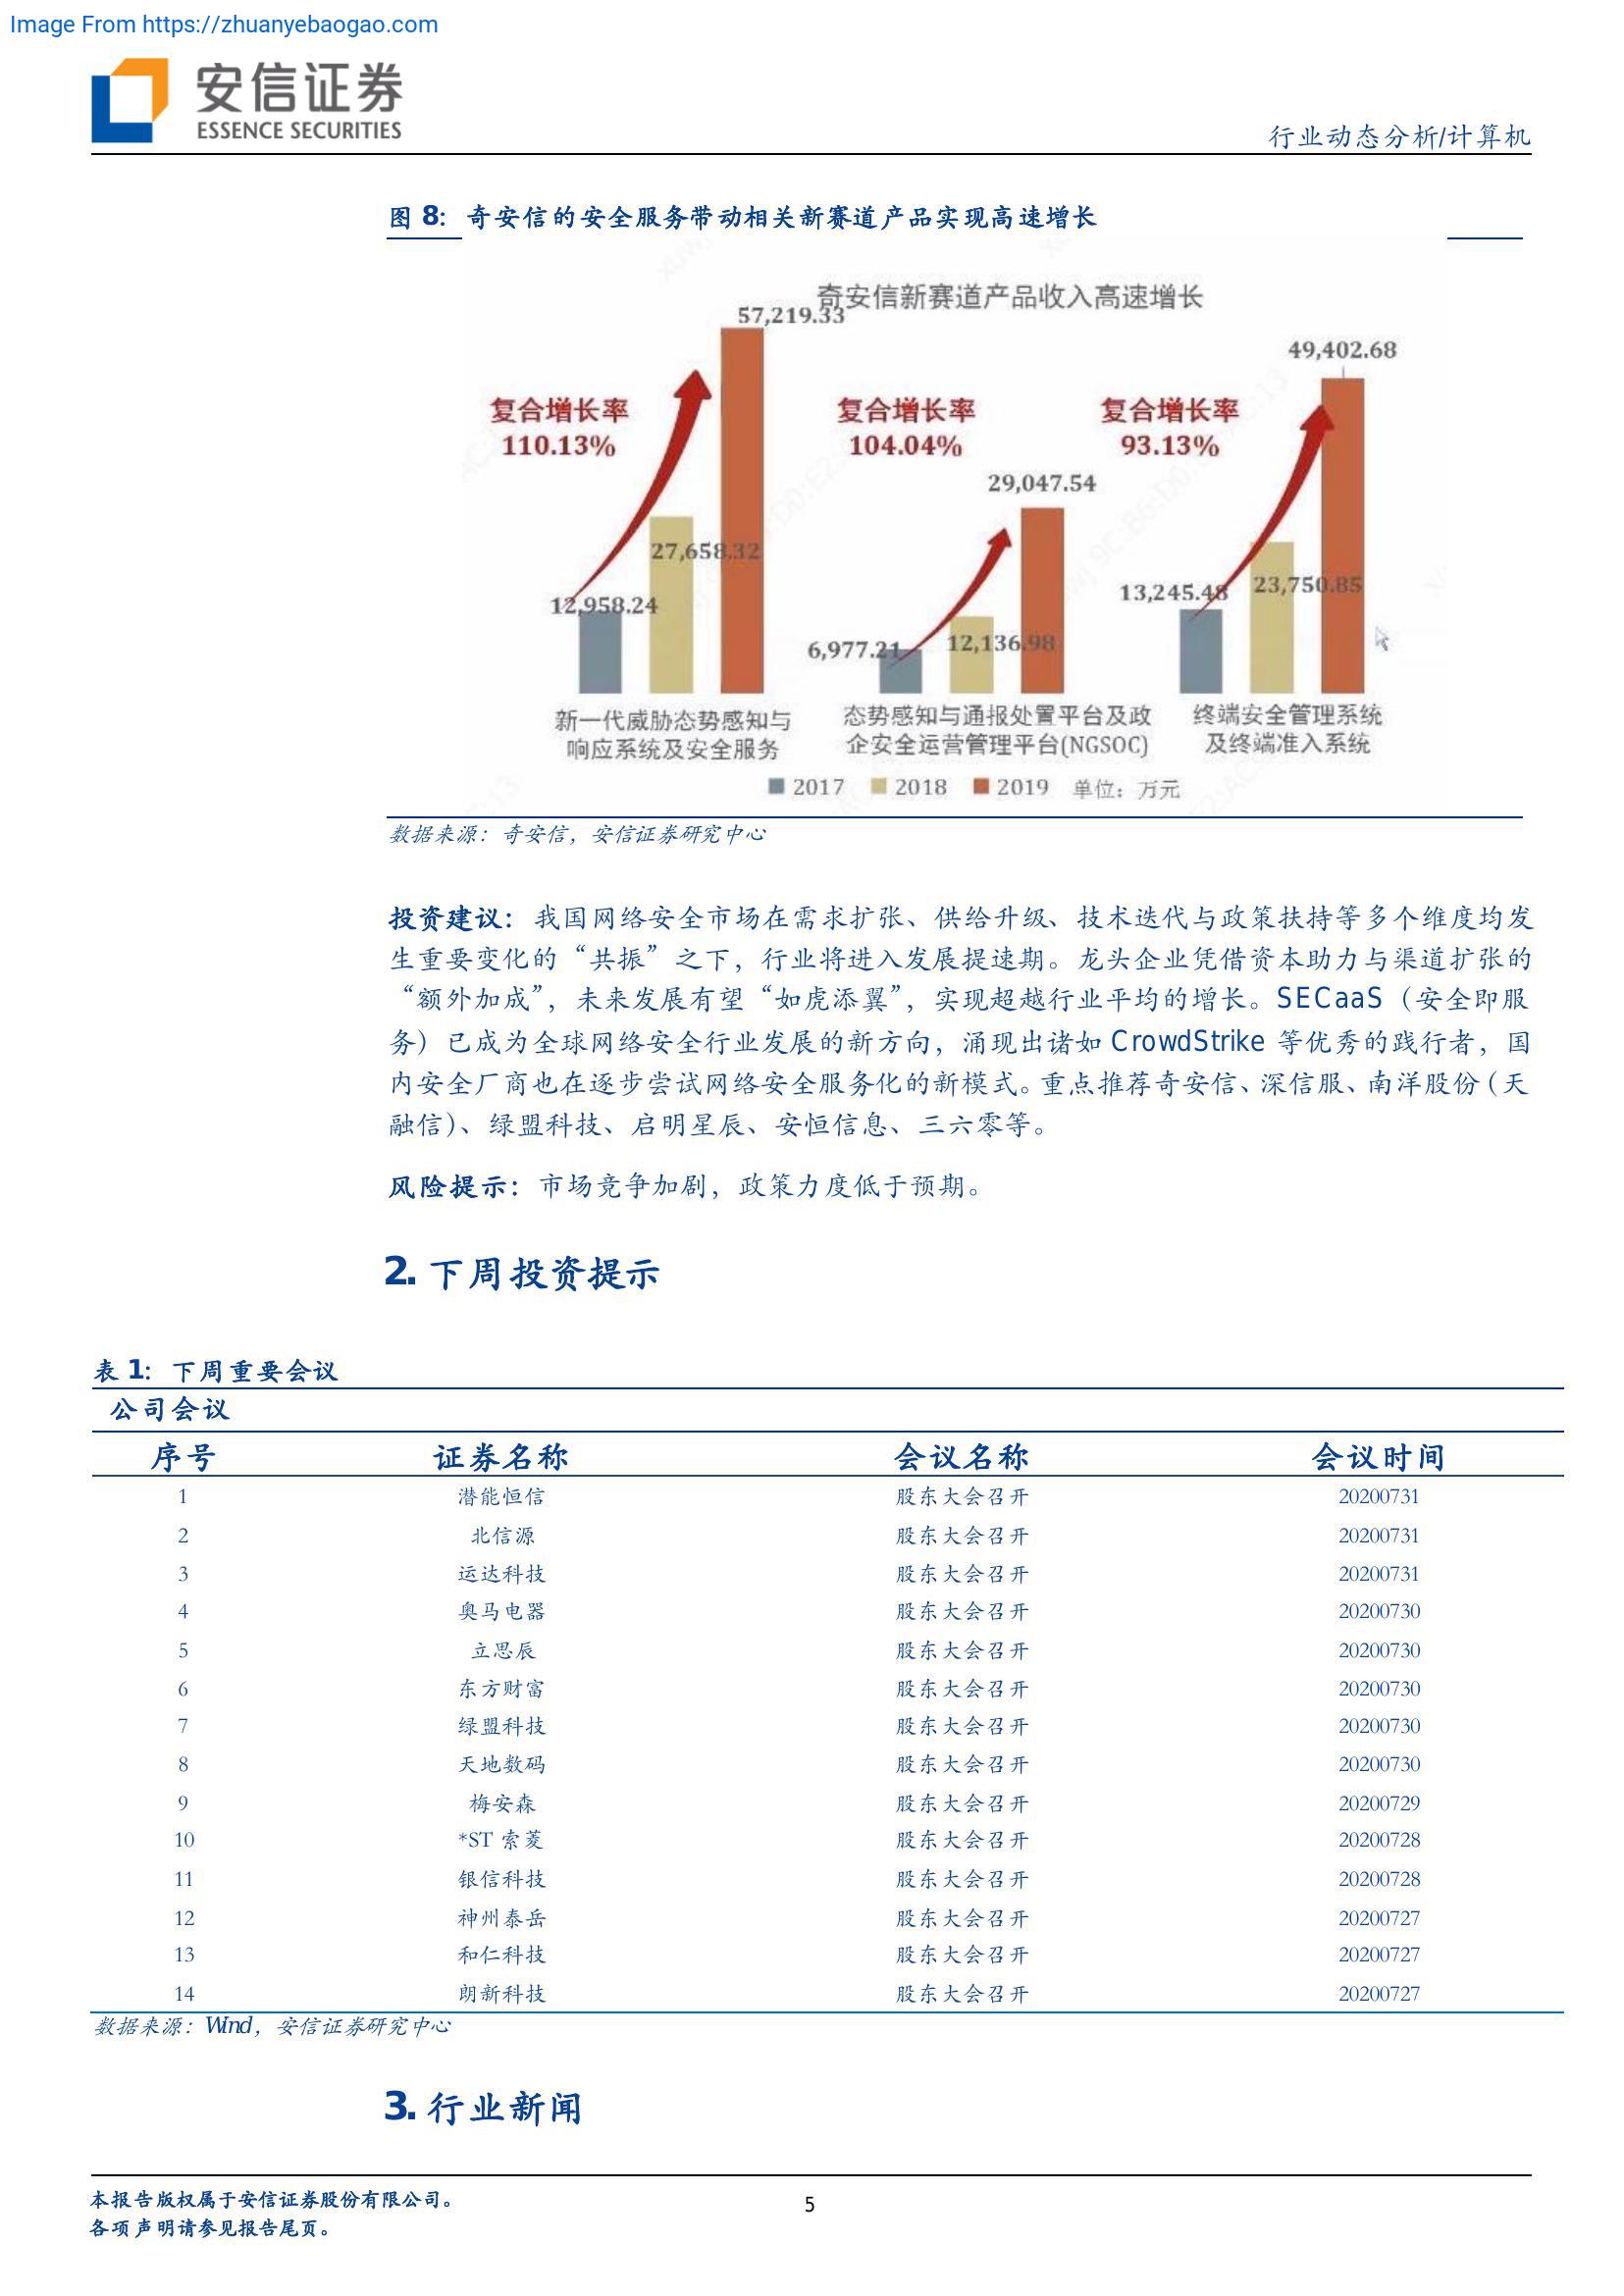 Image From https://zhuanyebaogao.com
安信证券
ESSENCE SECURITIES
行业动态分析/计算机
图 8：奇安信的安全服务带动相关新赛道产品实现高速增长
奇安信新赛道产品收入高速增长
57,219.33
49,402.68
复合增长率 复合增长率 复合增长率
110.13% 104.04% 93.13%
29,047.54
27,658.32
12,958.24 13,245.48 23,750.85
6,977.21 12,136.98
新一代威胁态势感知与
响应系统及安全服务
态势感知与通报处置平台及政
企安全运营管理平台(NGSOC)
终端安全管理系统
及终端准入系统
2017 2018 2019 单位：万元
数据来源：奇安信，安信证券研究中心
投资建议：我国网络安全市场在需求扩张、供给升级、技术迭代与政策扶持等多个维度均发
生重要变化的“共振”之下，行业将进入发展提速期。龙头企业凭借资本助力与渠道扩张的
“额外加成”，未来发展有望“如虎添翼”，实现超越行业平均的增长。SECaaS（安全即服
务）已成为全球网络安全行业发展的新方向，涌现出诸如 CrowdStrike 等优秀的践行者，国
内安全厂商也在逐步尝试网络安全服务化的新模式。重点推荐奇安信、深信服、南洋股份（天
融信）、绿盟科技、启明星辰、安恒信息、三六零等。
风险提示：市场竞争加剧，政策力度低于预期。
2. 下周投资提示
表 1：下周重要会议
公司会议
序号 证券名称 会议名称 会议时间
1 潜能恒信 股东大会召开 20200731
2 北信源 股东大会召开 20200731
3 运达科技 股东大会召开 20200731
4 奥马电器 股东大会召开 20200730
5 立思辰 股东大会召开 20200730
6 东方财富 股东大会召开 20200730
7 绿盟科技 股东大会召开 20200730
8 天地数码 股东大会召开 20200730
9 梅安森 股东大会召开 20200729
10 *ST 索菱 股东大会召开 20200728
11 银信科技 股东大会召开 20200728
12 神州泰岳 股东大会召开 20200727
13 和仁科技 股东大会召开 20200727
14 朗新科技 股东大会召开 20200727
数据来源：Wind，安信证券研究中心
3. 行业新闻
本报告版权属于安信证券股份有限公司。
各项声明请参见报告尾页。
5